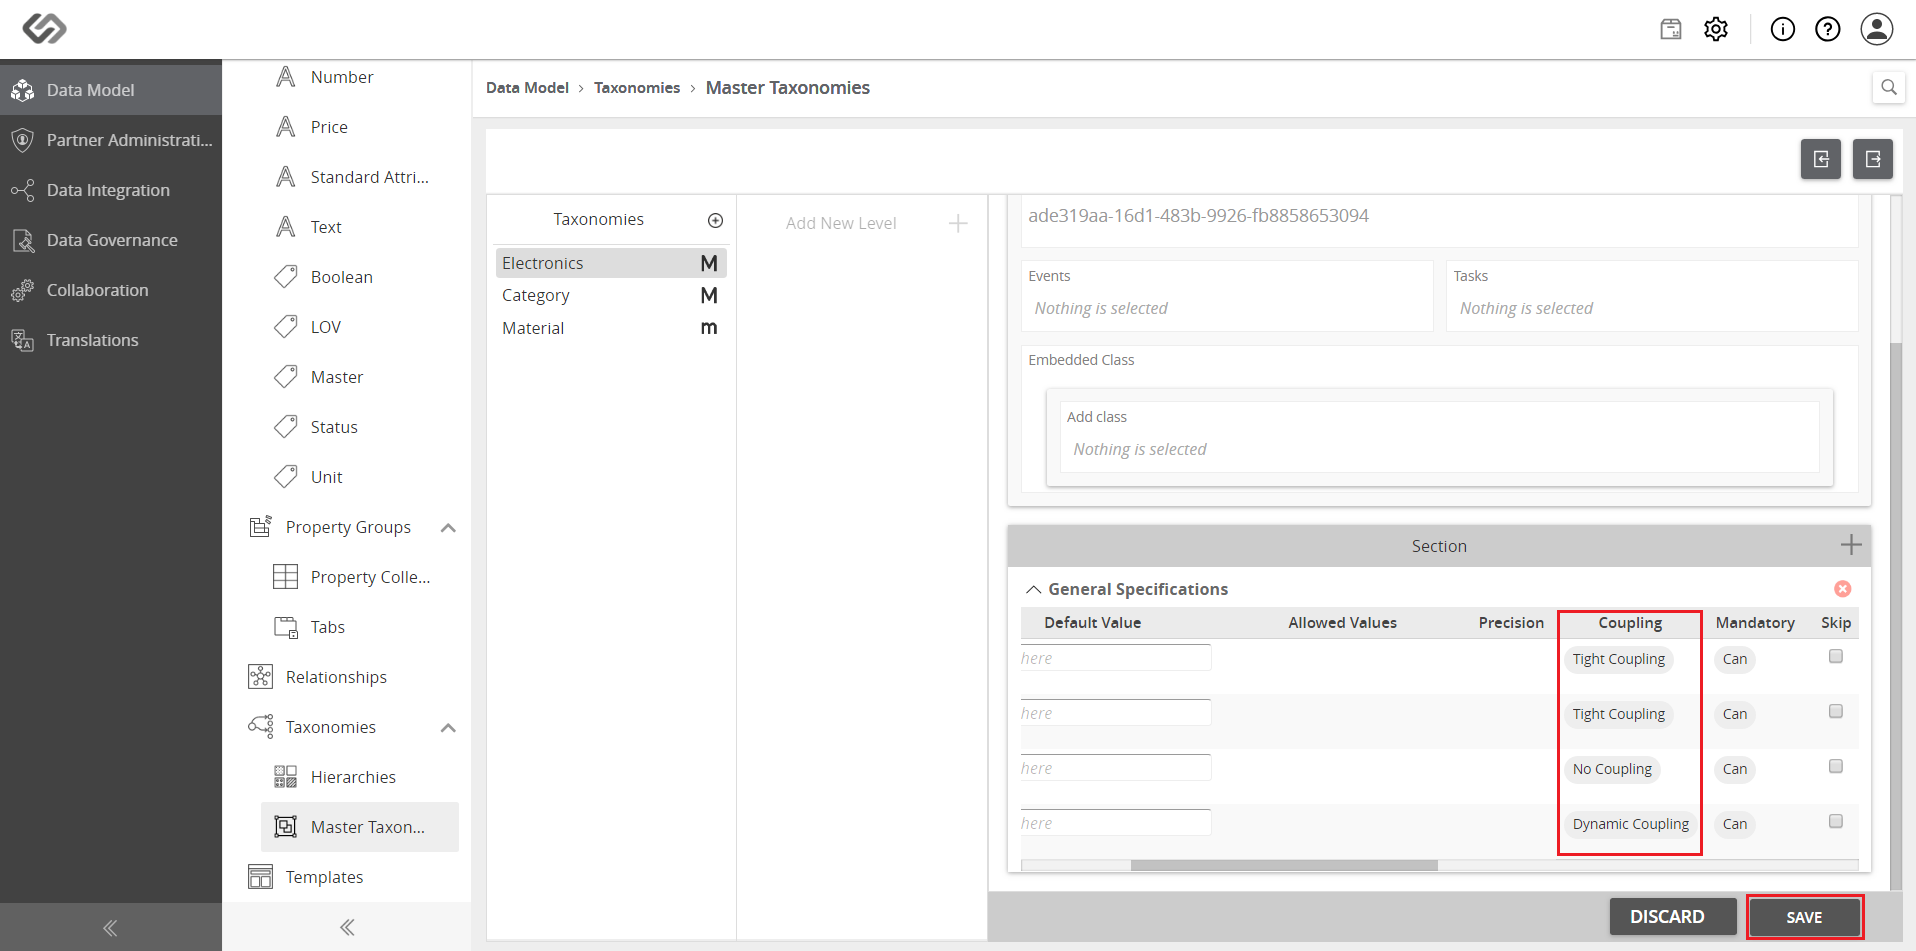 Data Model
Partner Administrati...
Data Integration
Data Governance
Collaboration
Translations
Number
Price
Standard Attri...
Text
Boolean
LOV
Master
Status
Unit
Property Groups
Property Colle...
Tabs
Relationships
Taxonomies
Hierarchies
Master Taxon...
Templates
Data Model › Taxonomies › Master Taxonomies
Taxonomies
Electronics M
Category M
Material m
Add New Level
ade319aa-16d1-483b-9926-fb8858653094
Events
Nothing is selected
Tasks
Nothing is selected
Embedded Class
Add class
Nothing is selected
Section
General Specifications
Default Value Allowed Values Precision Coupling Mandatory Skip
here Tight Coupling Can
here Tight Coupling Can
here No Coupling Can
here Dynamic Coupling Can
DISCARD SAVE